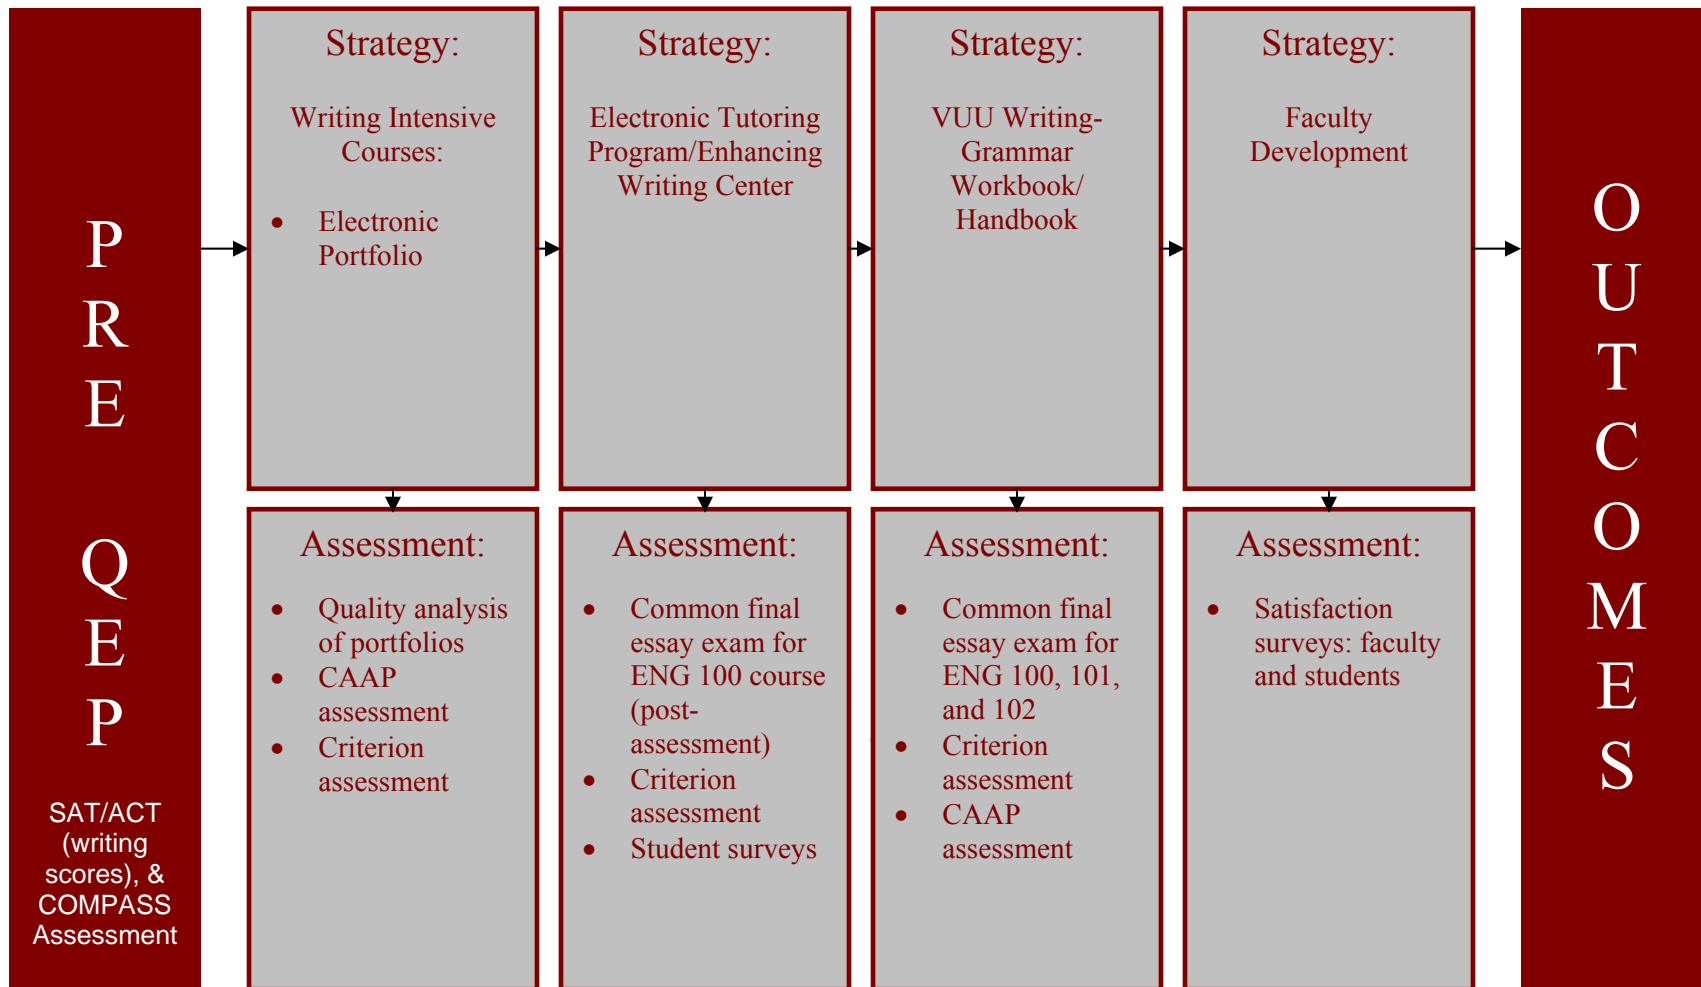 P
R
E
Q
E
P
SAT/ACT
(writing
scores), &
COMPASS
Assessment
Strategy:
Writing Intensive
Courses:
• Electronic
Portfolio
Strategy:
Electronic Tutoring
Program/Enhancing
Writing Center
Strategy:
VUU Writing-
Grammar
Workbook/
Handbook
Strategy:
Faculty
Development
Assessment:
• Quality analysis
of portfolios
• CAAP
assessment
• Criterion
assessment
Assessment:
• Common final
essay exam for
ENG 100 course
(post-
assessment)
• Criterion
assessment
• Student surveys
Assessment:
• Common final
essay exam for
ENG 100, 101,
and 102
• Criterion
assessment
• CAAP
assessment
Assessment:
• Satisfaction
surveys: faculty
and students
O
U
T
C
O
M
E
S